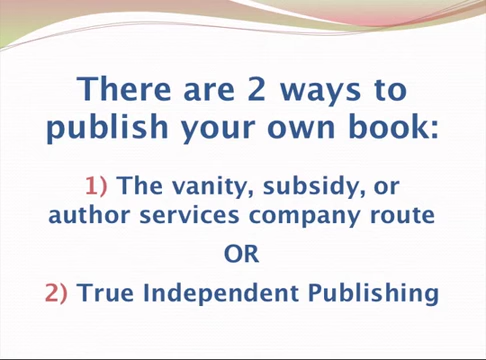 There are 2 ways to
publish your own book:
1) The vanity, subsidy, or
author services company route
OR
2) True Independent Publishing